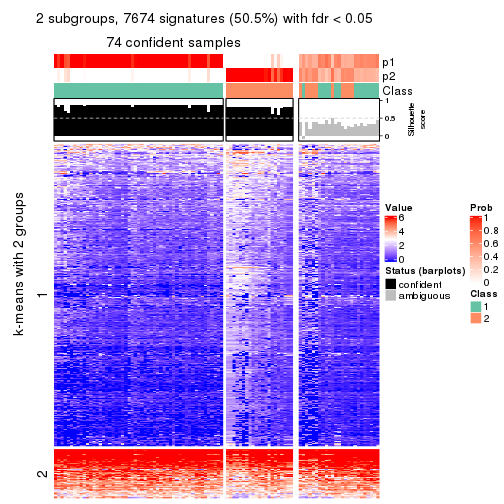 2 subgroups, 7674 signatures (50.5%) with fdr < 0.05
74 confident samples
p1
p2
Class
1
0.5
0
Silhouette
score
k-means with 2 groups
1
2
Value
6
4
2
0
Status (barplots)
confident
ambiguous
Prob
1
0.8
0.6
0.4
0.2
0
Class
1
2